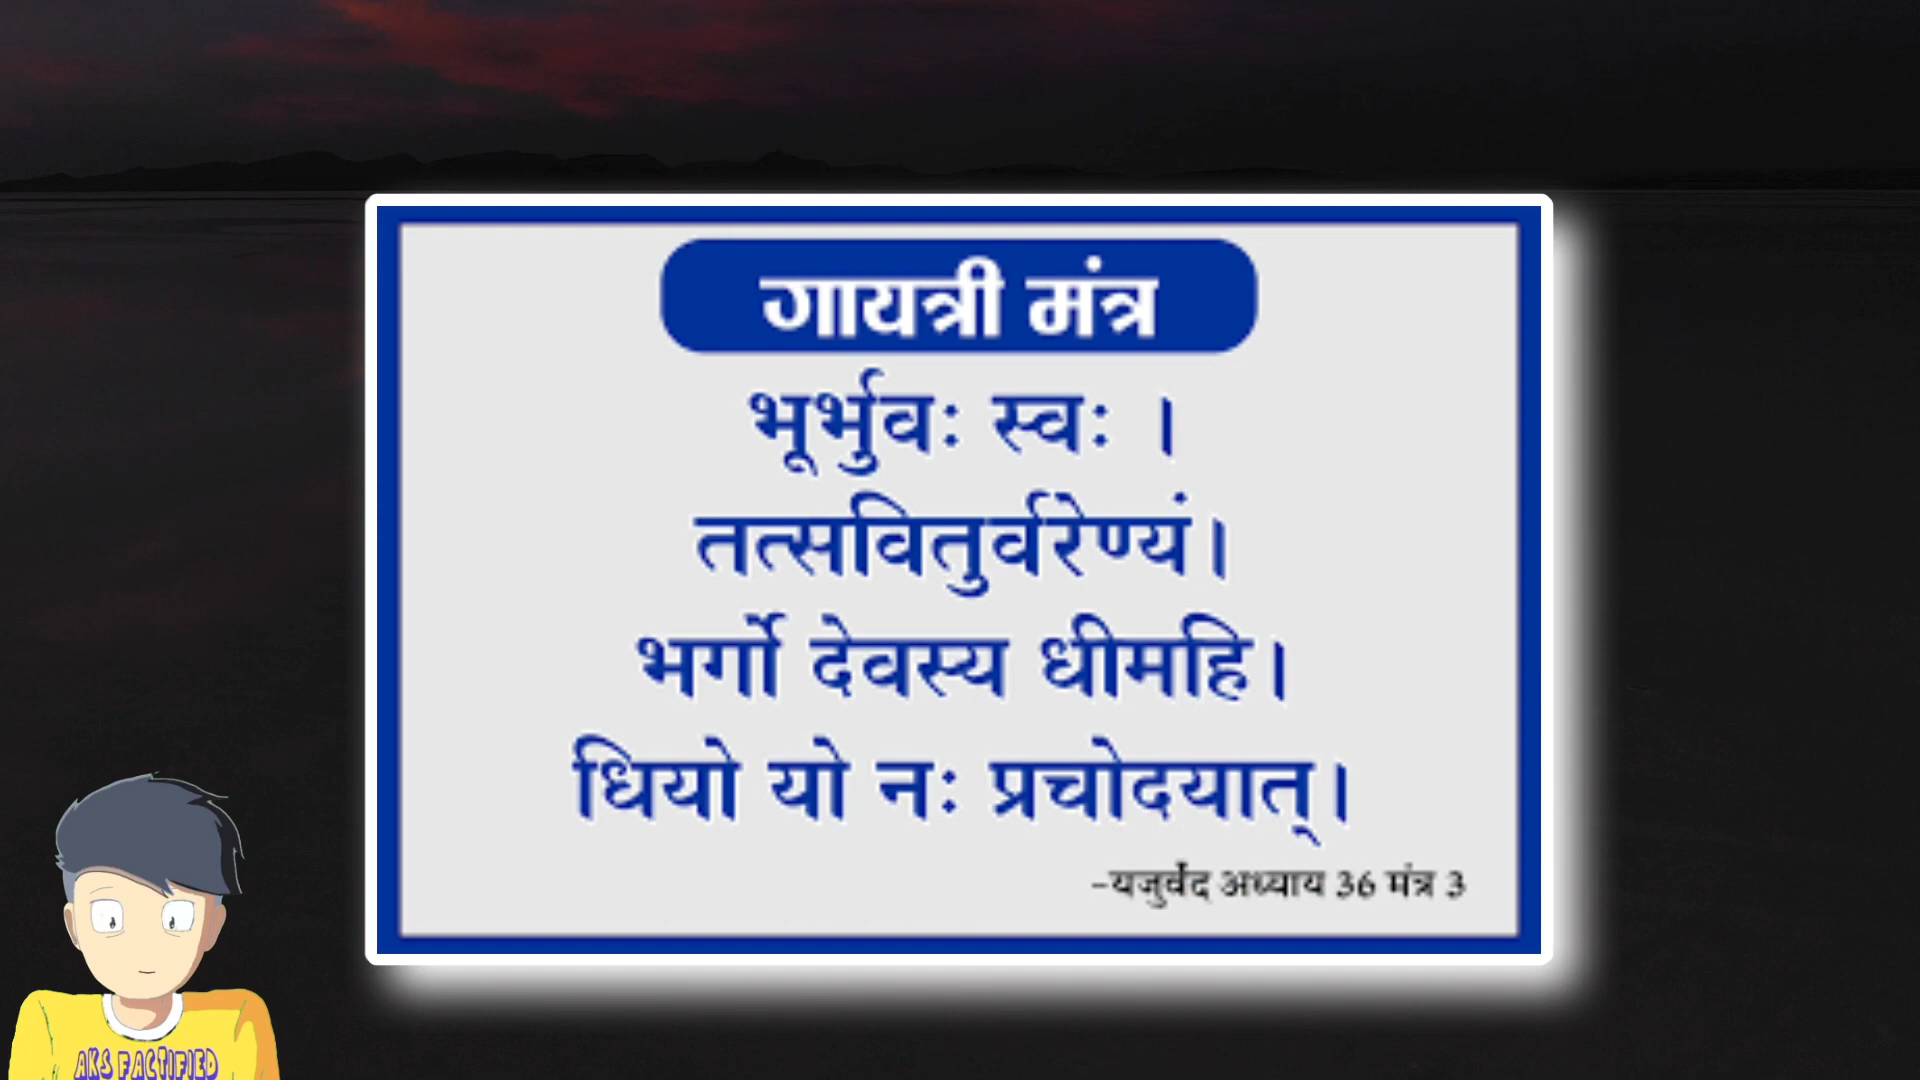 गायत्री मंत्र
भूर्भुवः स्वः ।
तत्सवितुर्वरेण्यं।
भर्गो देवस्य धीमहि।
धियो यो नः प्रचोदयात्।
-यजुर्वेद अध्याय 36 मंत्र 3
AKS FACTIFIED